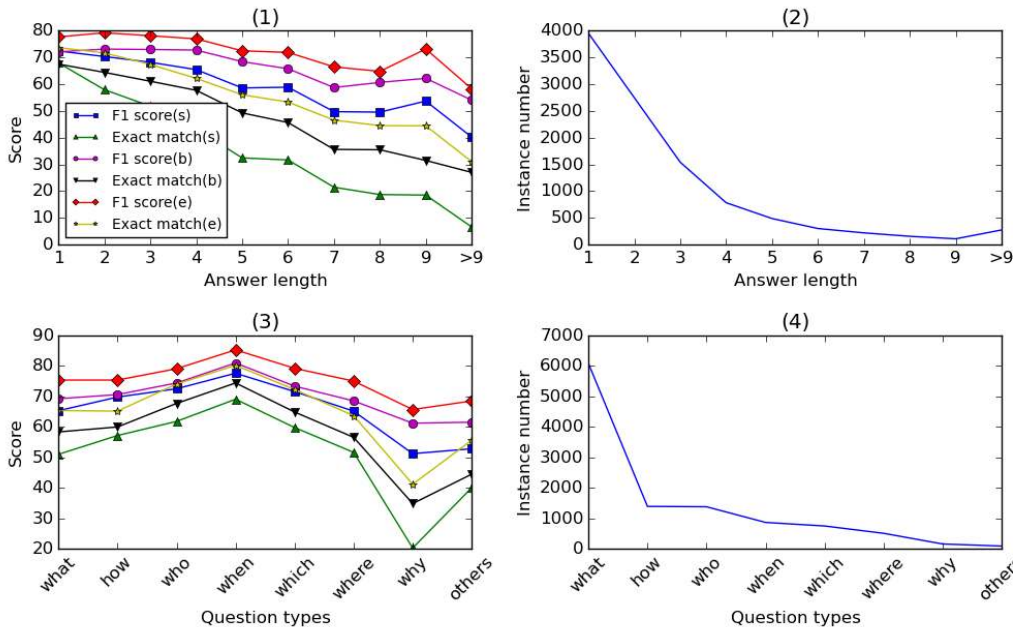 (1)
80
70
60
50
40
30
20
10
0
Score
F1 score(s)
Exact match(s)
F1 score(b)
Exact match(b)
F1 score(e)
Exact match(e)
1 2 3 4 5 6 7 8 9 >9
Answer length
(2)
4000
3500
3000
2500
2000
1500
1000
500
0
Instance number
1 2 3 4 5 6 7 8 9 >9
Answer length
(3)
90
80
70
60
50
40
30
20
Score
what how who when which where why others
Question types
(4)
7000
6000
5000
4000
3000
2000
1000
0
Instance number
what how who when which where why others
Question types